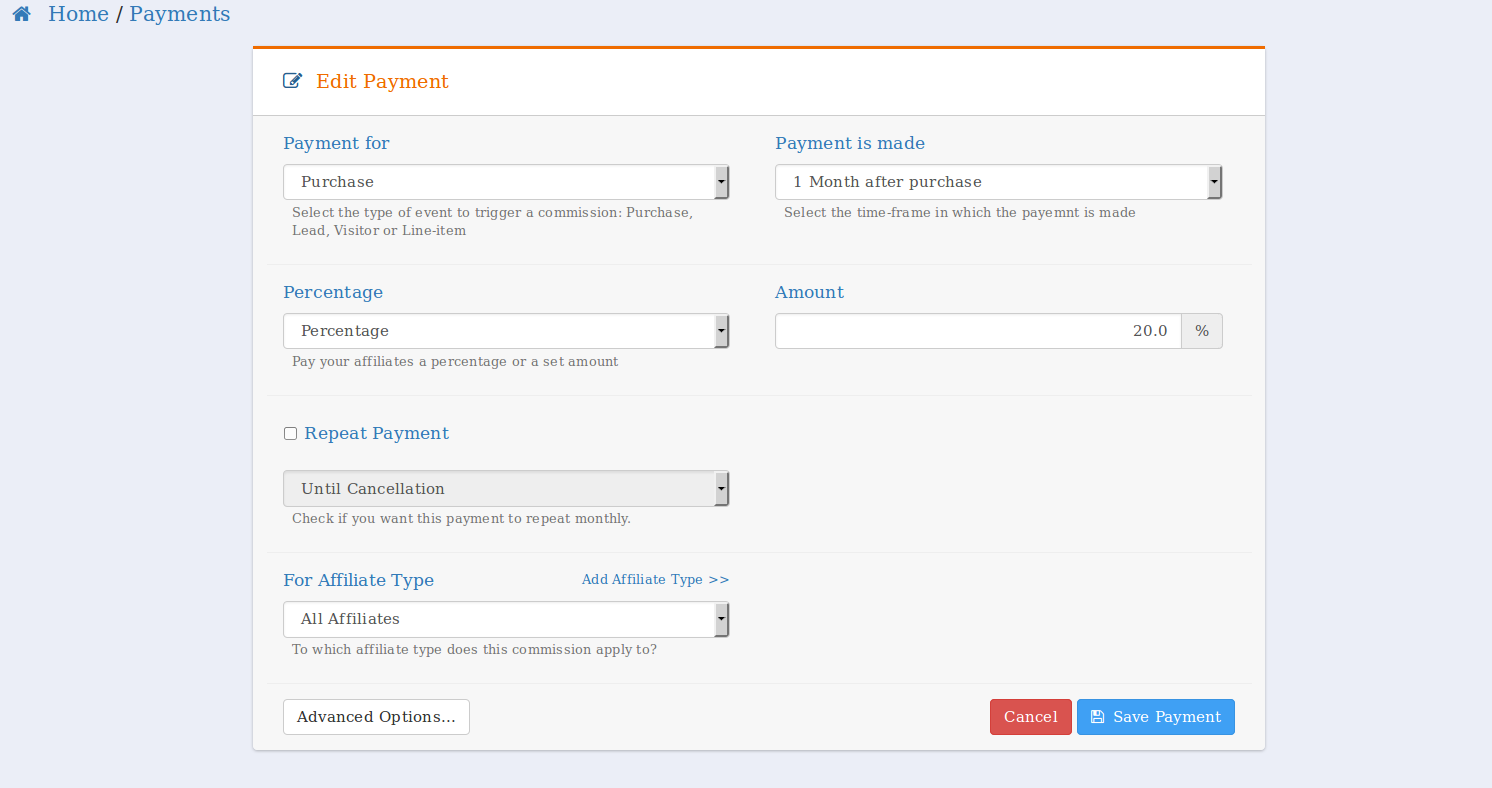 Home / Payments
Edit Payment
Payment for
Purchase
Select the type of event to trigger a commission: Purchase,
Lead, Visitor or Line-item
Payment is made
1 Month after purchase
Select the time-frame in which the payemnt is made
Percentage
Percentage
Pay your affiliates a percentage or a set amount
Amount
20.0 %
Repeat Payment
Until Cancellation
Check if you want this payment to repeat monthly.
For Affiliate Type
Add Affiliate Type >>
All Affiliates
To which affiliate type does this commission apply to?
Advanced Options...
Cancel
Save Payment